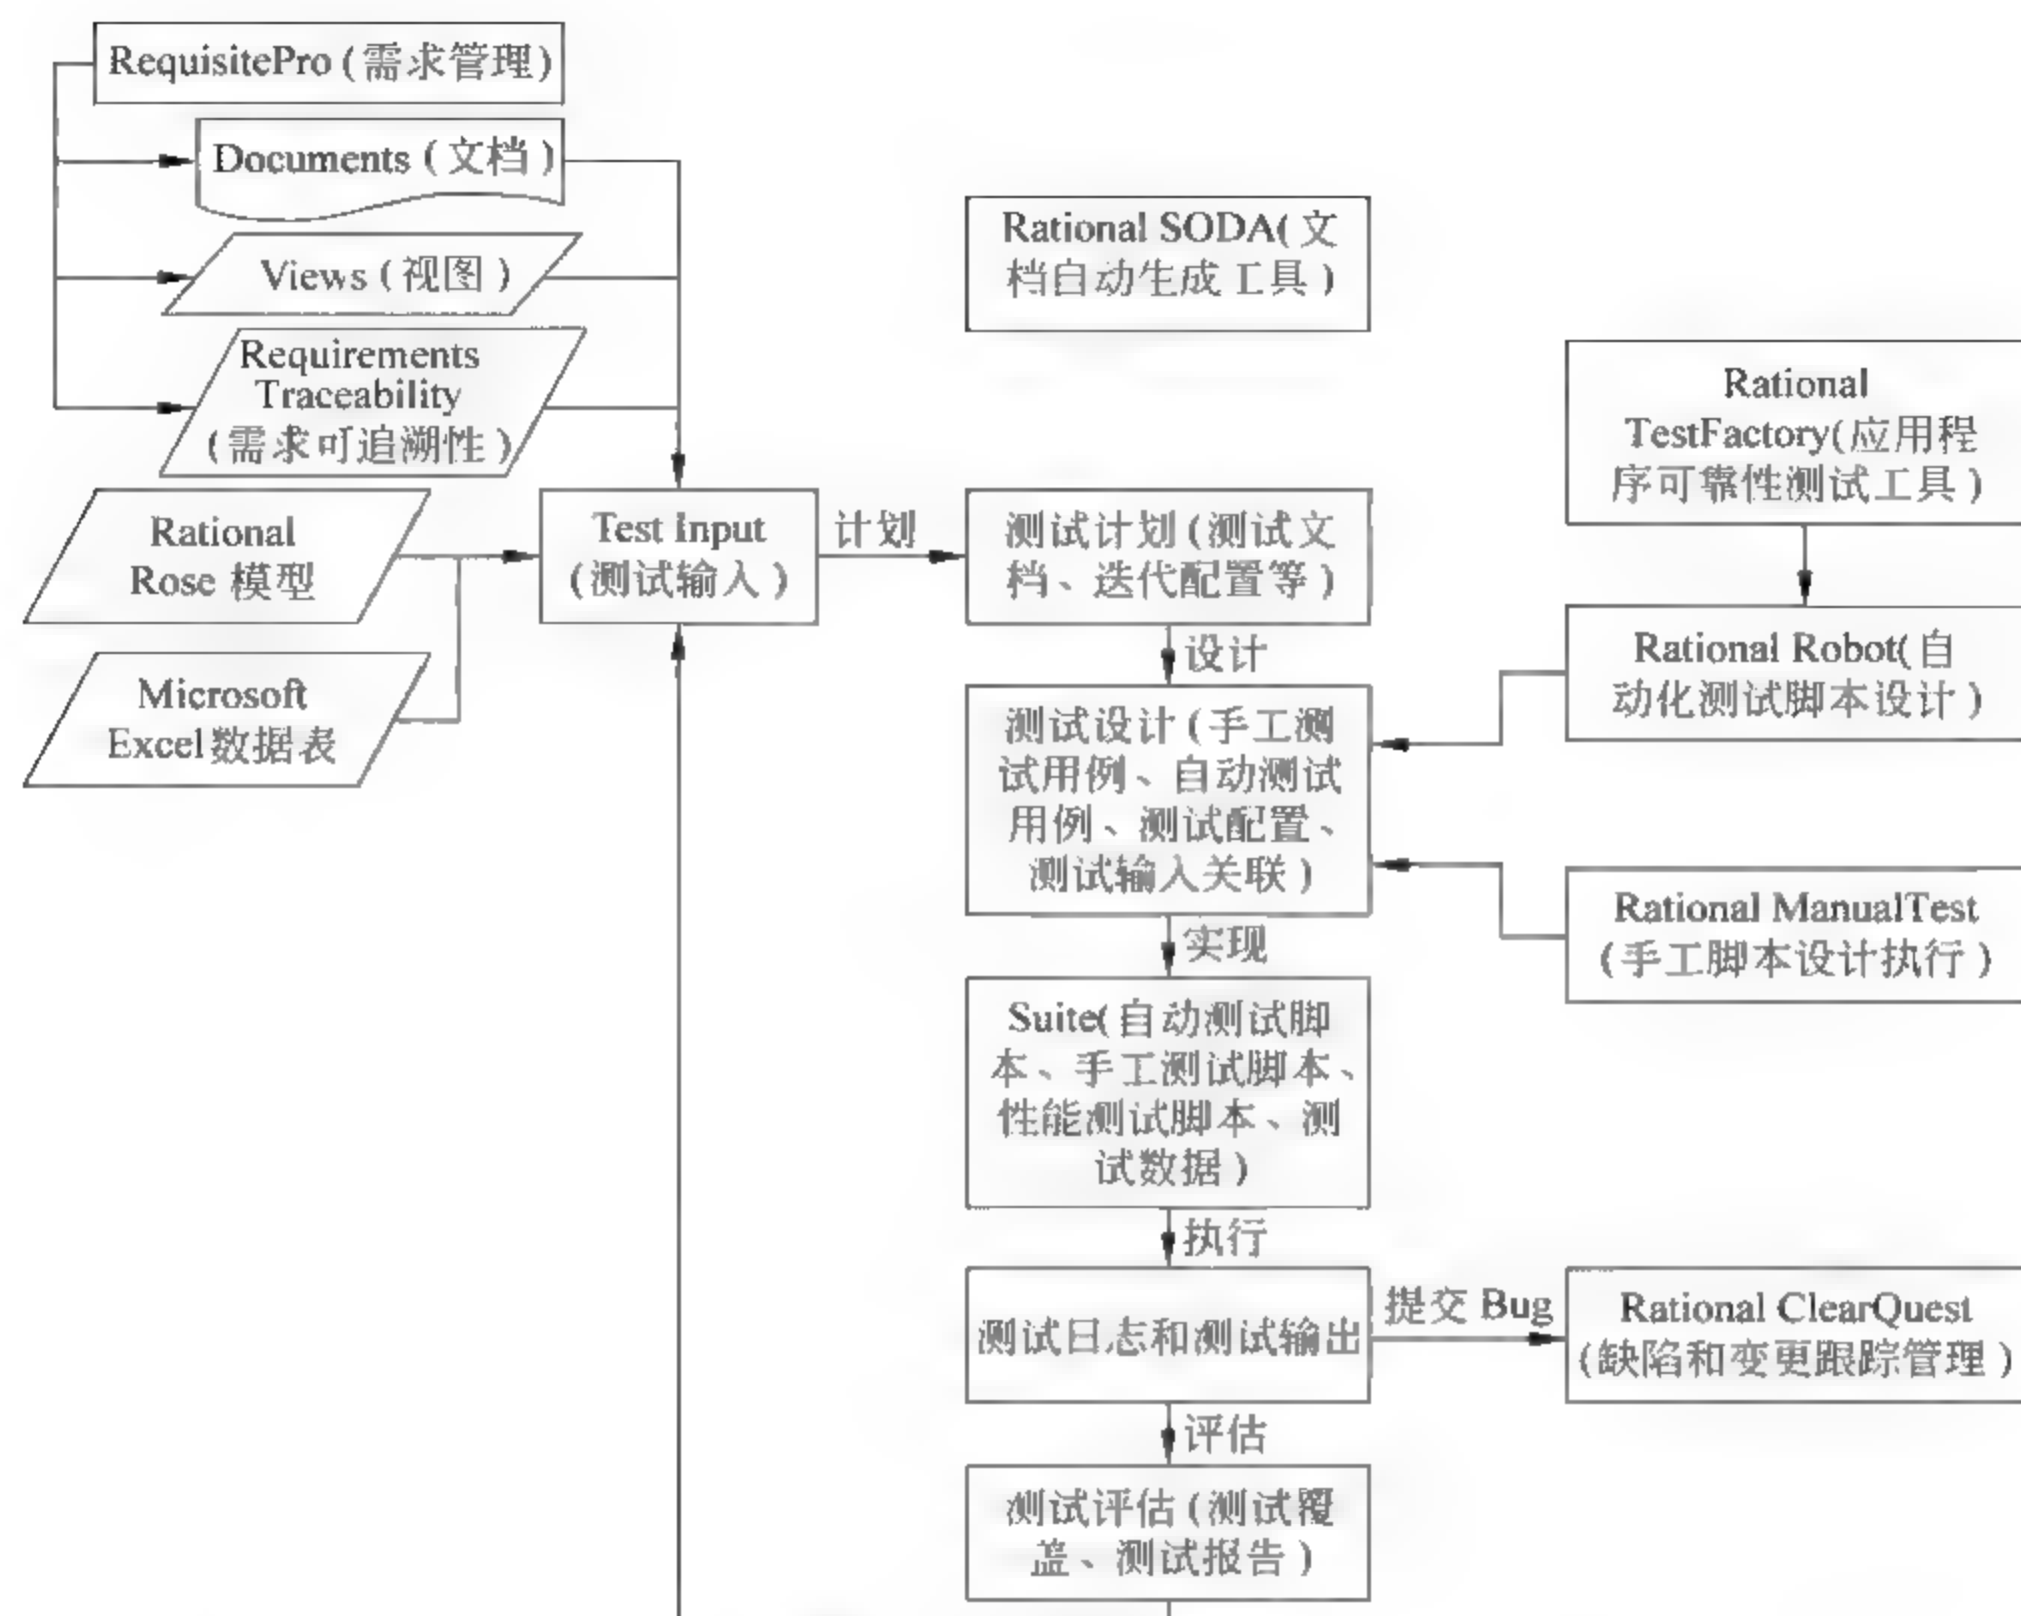 RequisitePro (需求管理)
Documents (文档)
Views (视图)
Requirements
Traceability
(需求可追溯性)
Rational
Rose 模型
Microsoft
Excel数据表
Test Input
(测试输入)
计划
Rational SODA(文
档自动生成工具)
测试计划 (测试文
档、迭代配置等)
设计
测试设计 (手工测
试用例、自动测试
用例、测试配置、
测试输入关联)
实现
Suite(自动测试脚
本、手工测试脚本、
性能测试脚本、测
试数据)
执行
测试日志和测试输出
提交 Bug
评估
测试评估 (测试覆
盖、测试报告)
Rational
TestFactory(应用程
序可靠性测试工具)
Rational Robot(自
动化测试脚本设计)
Rational ManualTest
(手工脚本设计执行)
Rational ClearQuest
(缺陷和变更跟踪管理)